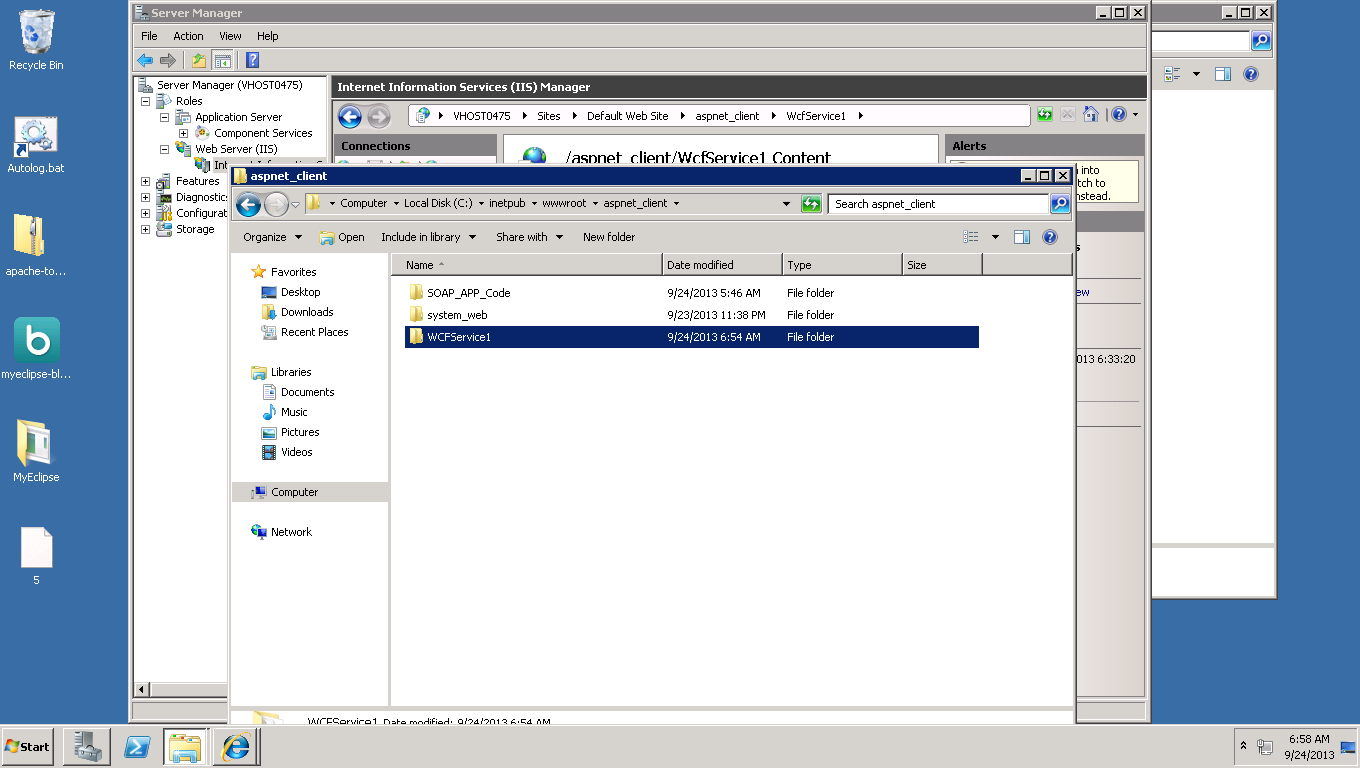 Recycle Bin
Autolog.bat
apache-to...
myeclipse-bl...
MyEclipse
5
Server Manager
File Action View Help
Server Manager (VHOST0475)
Roles
Application Server
Component Services
Web Server (IIS)
Features
Diagnostic
Configurat
Storage
Internet Information Services (IIS) Manager
VHOST0475 Sites Default Web Site aspnet_client WcfService1
Connections
/aspnet_client/WcfService1 Content
Alerts
into
tch to
instead.
ew
013 6:33:20
aspnet_client
Computer Local Disk (C:) inetpub wwwroot aspnet_client
Search aspnet_client
Organize Open Include in library Share with New folder
Favorites
Desktop
Downloads
Recent Places
Libraries
Documents
Music
Pictures
Videos
Computer
Network
Name Date modified Type Size
SOAP_APP_Code 9/24/2013 5:46 AM File folder
system_web 9/23/2013 11:38 PM File folder
WCFService1 9/24/2013 6:54 AM File folder
WCFService1 Date modified: 9/24/2013 6:54 AM
Start
6:58 AM
9/24/2013